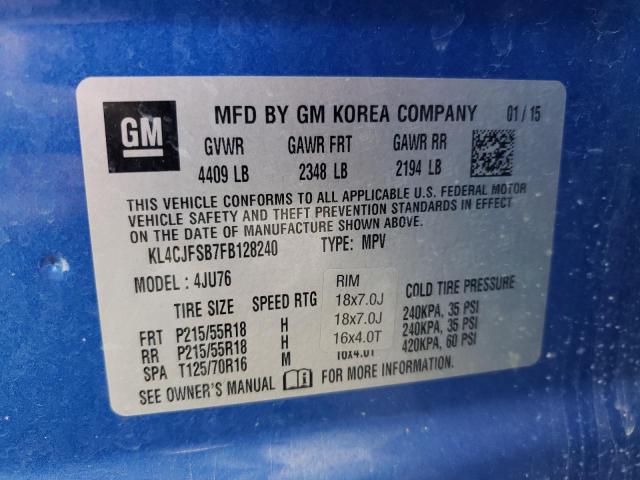 GM
MFD BY GM KOREA COMPANY 01 / 15
GVWR GAWR FRT GAWR RR
4409 LB 2348 LB 2194 LB
THIS VEHICLE CONFORMS TO ALL APPLICABLE U.S. FEDERAL MOTOR
VEHICLE SAFETY AND THEFT PREVENTION STANDARDS IN EFFECT
ON THE DATE OF MANUFACTURE SHOWN ABOVE.
KL4CJFSB7FB128240 TYPE: MPV
MODEL : 4JU76
TIRE SIZE SPEED RTG RIM COLD TIRE PRESSURE
FRT P215/55R18 H 18x7.0J 240KPA, 35 PSI
RR P215/55R18 H 18x7.0J 240KPA, 35 PSI
SPA T125/70R16 M 16x4.0T 420KPA, 60 PSI
16x4.0T
SEE OWNER'S MANUAL FOR MORE INFORMATION.